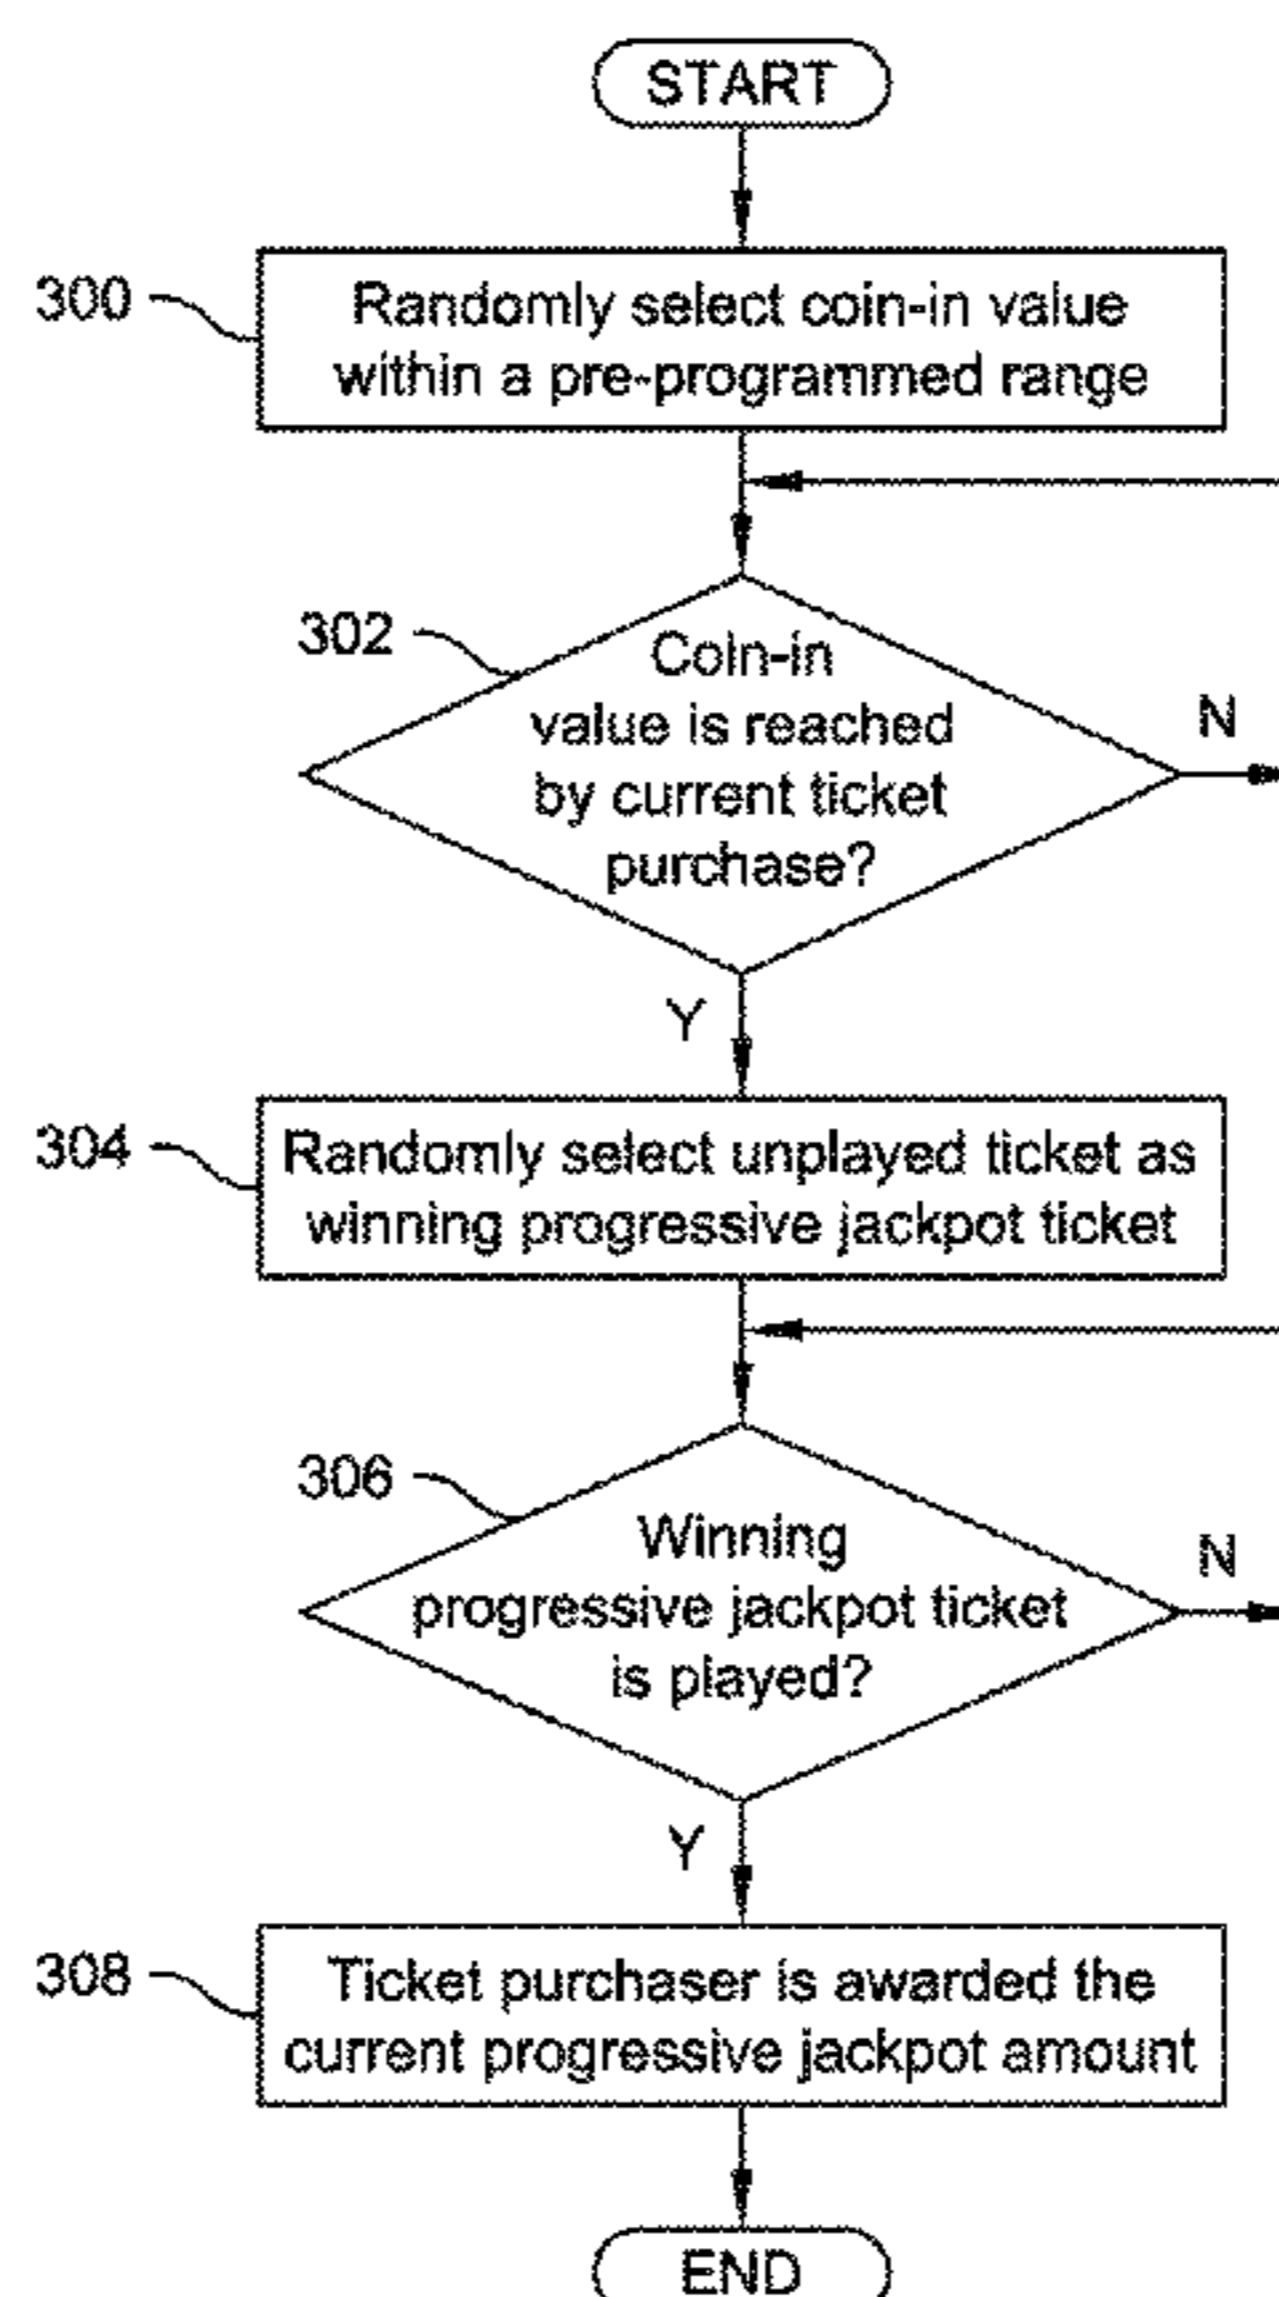 START
300
Randomly select coin-in value
within a pre-programmed range
302
Coin-in
value is reached
by current ticket
purchase?
N
Y
304
Randomly select unplayed ticket as
winning progressive jackpot ticket
306
Winning
progressive jackpot ticket
is played?
N
Y
308
Ticket purchaser is awarded the
current progressive jackpot amount
END